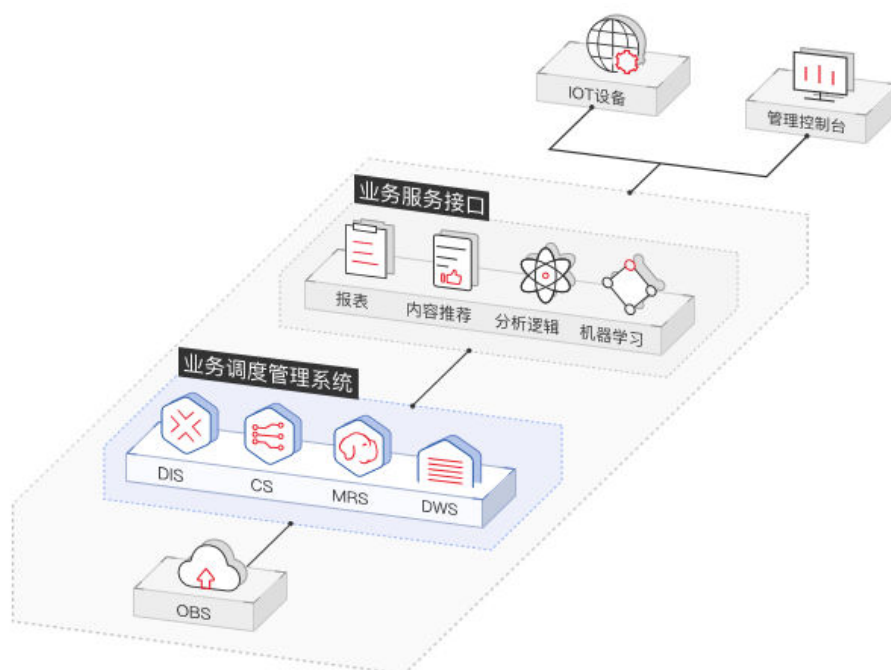 IOT设备
管理控制台
业务服务接口
报表
内容推荐
分析逻辑
机器学习
业务调度管理系统
DIS
CS
MRS
DWS
OBS